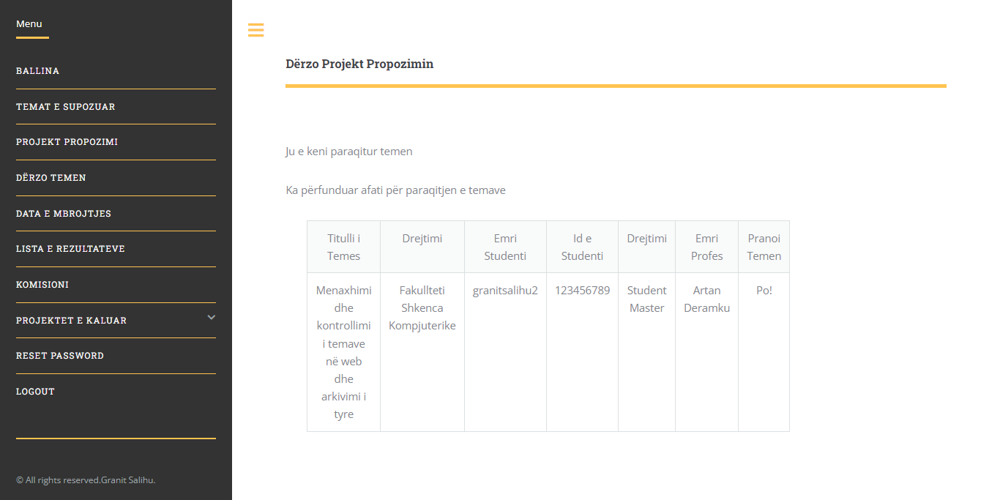 Menu
BALLINA
TEMAT E SUPOZUAR
PROJEKT PROPOZIMI
DËRZO TEMEN
DATA E MBROJTJES
LISTA E REZULTATEVE
KOMISIONI
PROJEKTET E KALUAR
RESET PASSWORD
LOGOUT
© All rights reserved.Granit Salihu.
Dërzo Projekt Propozimin
Ju e keni paraqitur temen
Ka përfunduar afati për paraqitjen e temave
Titulli i
Temes
Drejtimi
Emri
Studenti
Id e
Studenti
Drejtimi
Emri
Profes
Pranoi
Temen
Menaxhimi
dhe
kontrollimi
i temave
në web
dhe
arkivimi i
tyre
Fakullteti
Shkenca
Kompjuterike
granitsalihu2
123456789
Student
Master
Artan
Deramku
Po!